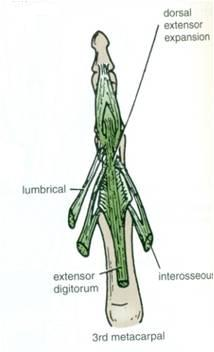 dorsal
extensor
expansion
lumbrical
extensor
digitorum
interosseous
3rd metacarpal